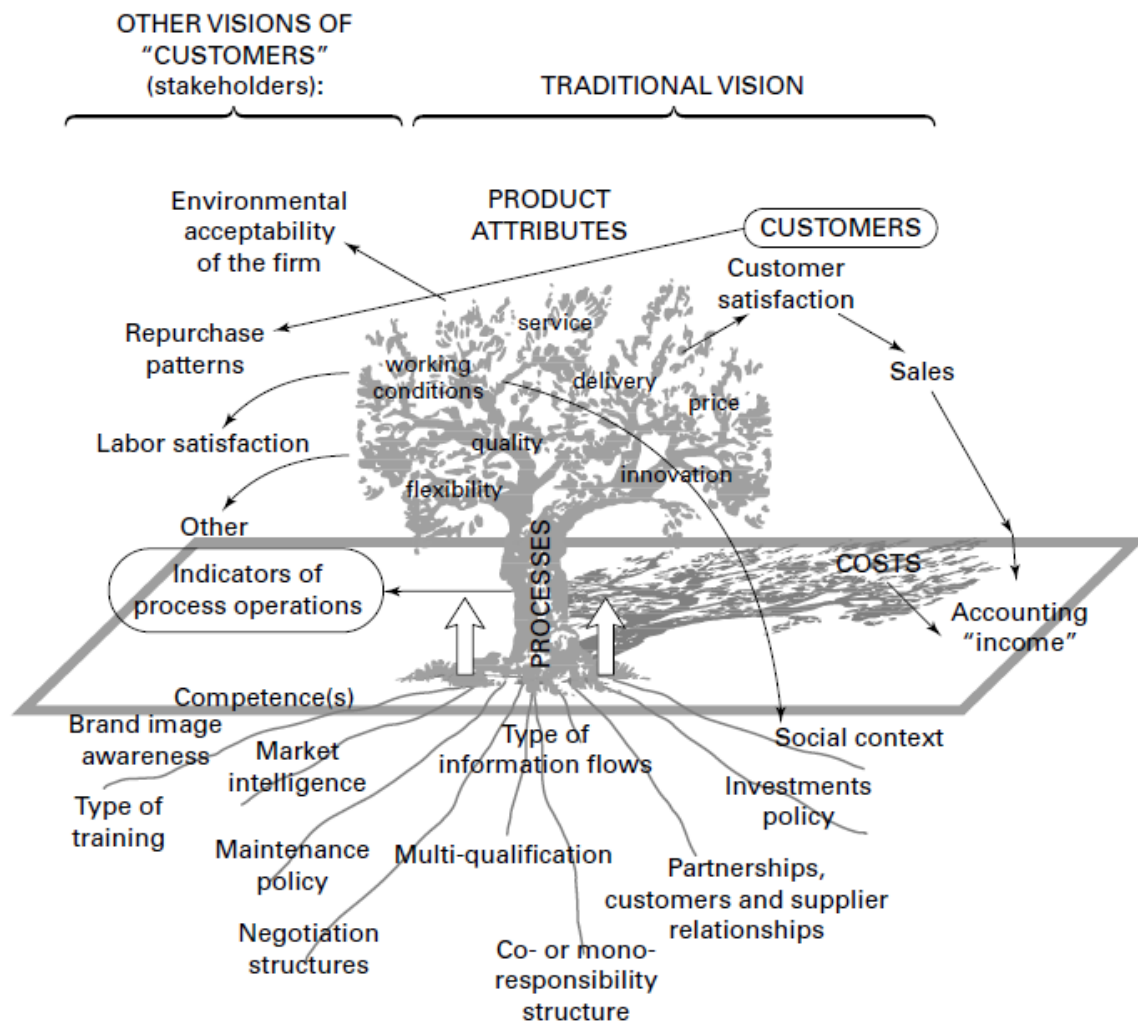 OTHER VISIONS OF
“CUSTOMERS”
(stakeholders):
TRADITIONAL VISION
Environmental
acceptability
of the firm
PRODUCT
ATTRIBUTES
CUSTOMERS
Customer
satisfaction
Repurchase
patterns
service
working
conditions
delivery
price
Sales
Labor satisfaction
quality
innovation
flexibility
Other
PROCESSES
COSTS
Indicators of
process operations
Accounting
“income”
Competence(s)
Brand image
awareness
Market
intelligence
Type of
information flows
Social context
Type of
training
Investments
policy
Maintenance
policy
Multi-qualification
Partnerships,
customers and supplier
relationships
Negotiation
structures
Co- or mono-
responsibility
structure